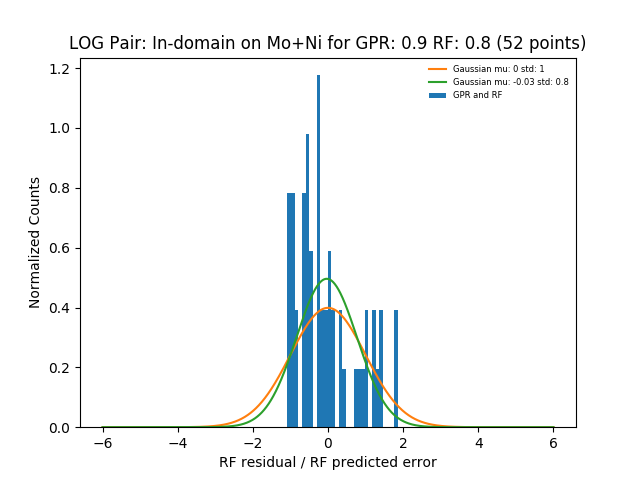 LOG Pair: In-domain on Mo+Ni for GPR: 0.9 RF: 0.8 (52 points)
Gaussian mu: 0 std: 1
Gaussian mu: -0.03 std: 0.8
GPR and RF
Normalized Counts
1.2
1.0
0.8
0.6
0.4
0.2
0.0
−6 −4 −2 0 2 4 6
RF residual / RF predicted error